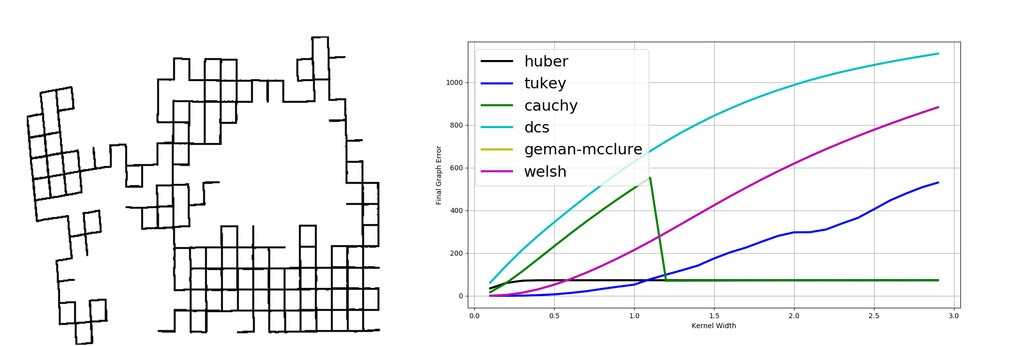 huber
tukey
cauchy
dcs
geman-mcclure
welsh
Final Graph Error
1000
800
600
400
200
0
0.0 0.5 1.0 1.5 2.0 2.5 3.0
Kernel Width